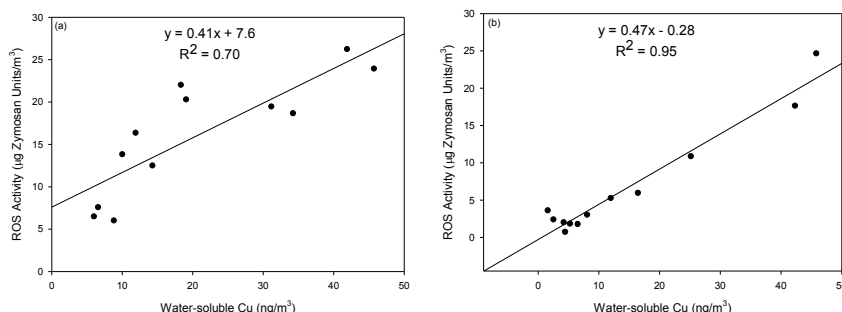 (a)
y = 0.41x + 7.6
R2 = 0.70
ROS Activity (µg Zymosan Units/m3)
30
25
20
15
10
5
0
0 10 20 30 40 50
Water-soluble Cu (ng/m3)
(b)
y = 0.47x - 0.28
R2 = 0.95
ROS Activity (µg Zymosan Units/m3)
30
25
20
15
10
5
0
0 10 20 30 40 50
Water-soluble Cu (ng/m3)